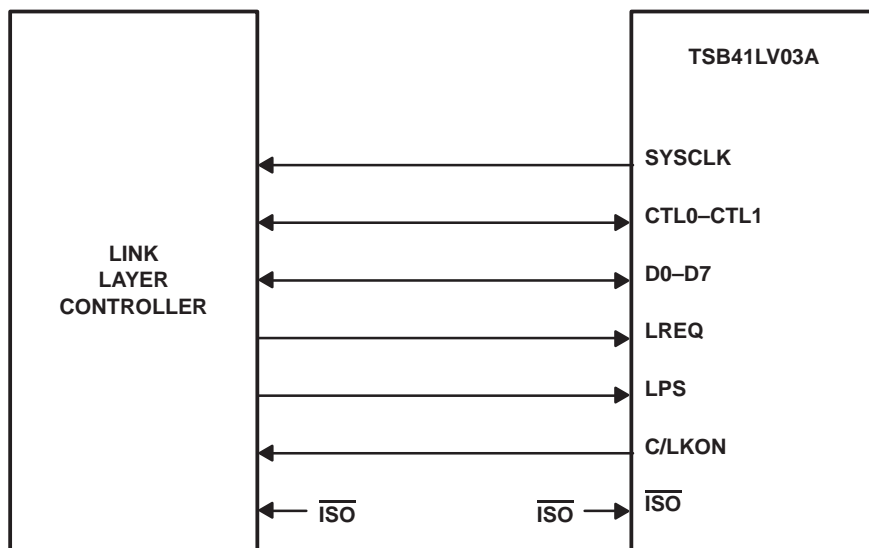 TSB41LV03A
SYSCLK
CTL0–CTL1
LINK
LAYER
CONTROLLER
D0–D7
LREQ
LPS
C/LKON
ISO
ISO
ISO